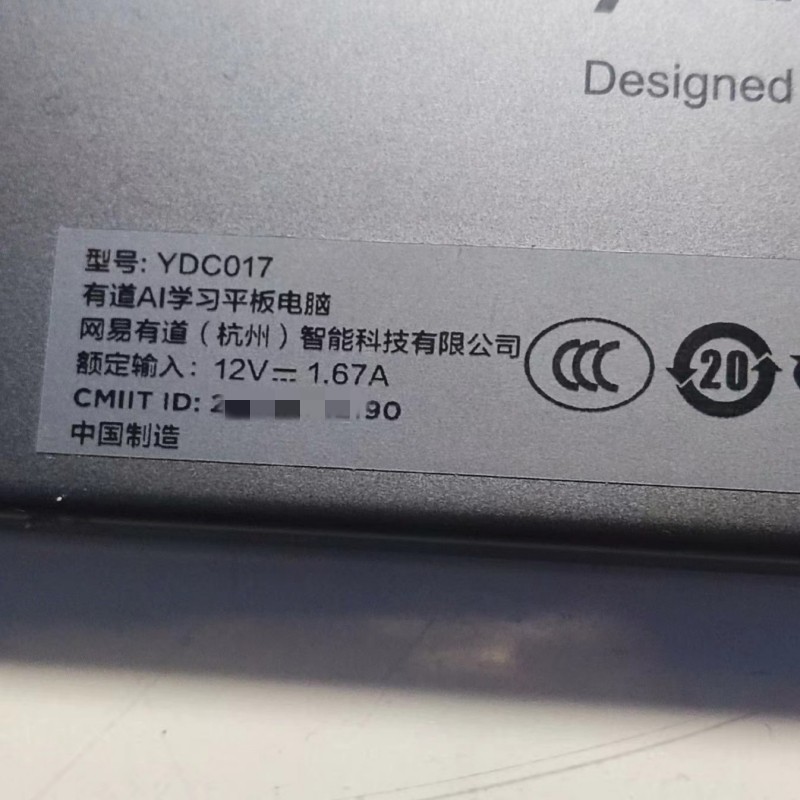 Designed
型号: YDC017
有道AI学习平板电脑
网易有道（杭州）智能科技有限公司
额定输入：12V⎓1.67A
CMIIT ID: 2 .90
中国制造
CCC
20